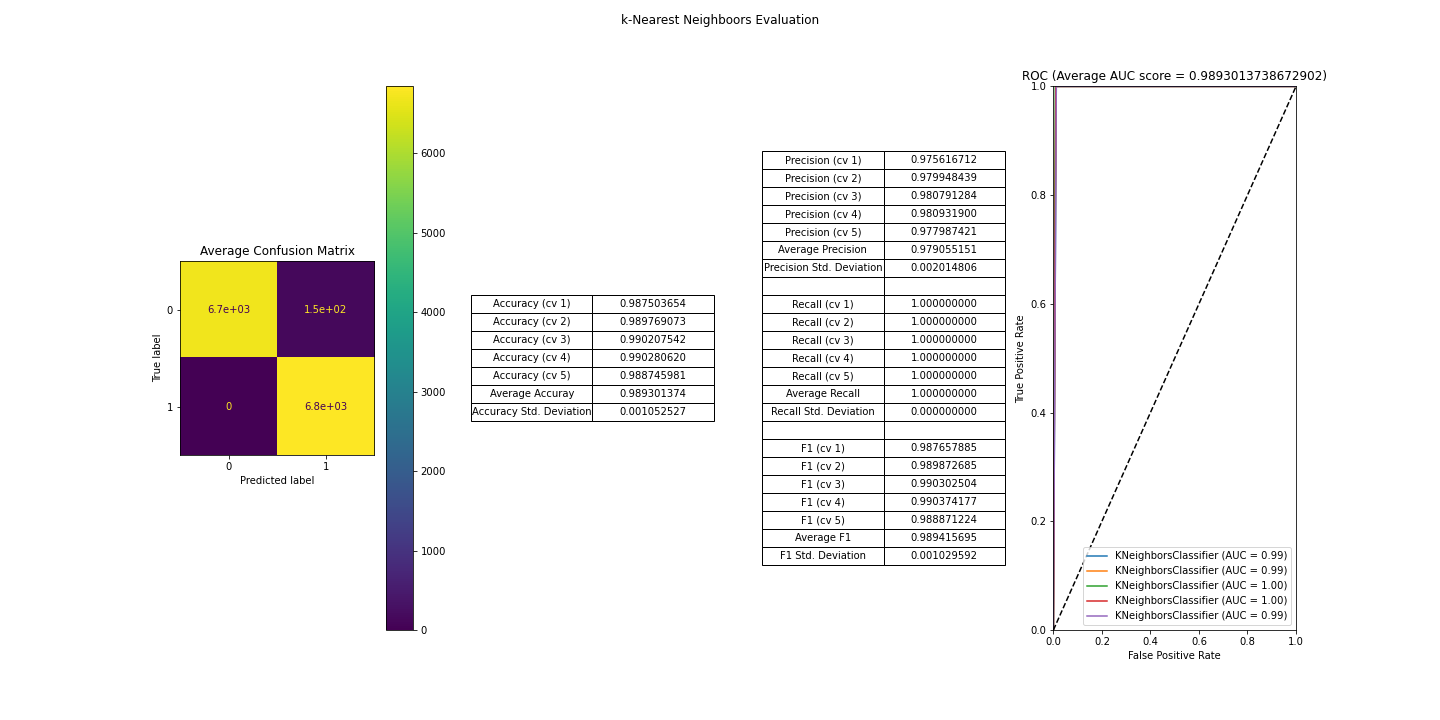 k-Nearest Neighboors Evaluation
Average Confusion Matrix
True label
0
1
6.7e+03 1.5e+02
0 6.8e+03
0 1
Predicted label
6000
5000
4000
3000
2000
1000
0
Accuracy (cv 1) 0.987503654
Accuracy (cv 2) 0.989769073
Accuracy (cv 3) 0.990207542
Accuracy (cv 4) 0.990280620
Accuracy (cv 5) 0.988745981
Average Accuray 0.989301374
Accuracy Std. Deviation 0.001052527
Precision (cv 1) 0.975616712
Precision (cv 2) 0.979948439
Precision (cv 3) 0.980791284
Precision (cv 4) 0.980931900
Precision (cv 5) 0.977987421
Average Precision 0.979055151
Precision Std. Deviation 0.002014806
Recall (cv 1) 1.000000000
Recall (cv 2) 1.000000000
Recall (cv 3) 1.000000000
Recall (cv 4) 1.000000000
Recall (cv 5) 1.000000000
Average Recall 1.000000000
Recall Std. Deviation 0.000000000
F1 (cv 1) 0.987657885
F1 (cv 2) 0.989872685
F1 (cv 3) 0.990302504
F1 (cv 4) 0.990374177
F1 (cv 5) 0.988871224
Average F1 0.989415695
F1 Std. Deviation 0.001029592
ROC (Average AUC score = 0.9893013738672902)
True Positive Rate
1.0
0.8
0.6
0.4
0.2
0.0
KNeighborsClassifier (AUC = 0.99)
KNeighborsClassifier (AUC = 0.99)
KNeighborsClassifier (AUC = 1.00)
KNeighborsClassifier (AUC = 1.00)
KNeighborsClassifier (AUC = 0.99)
0.0 0.2 0.4 0.6 0.8 1.0
False Positive Rate